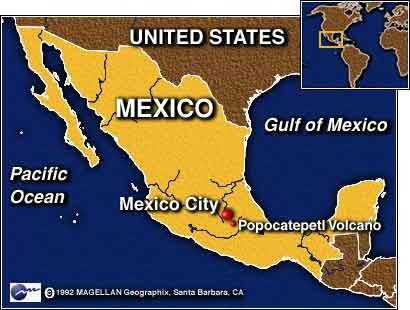 UNITED STATES
MEXICO
Gulf of Mexico
Pacific
Ocean
Mexico City
Popocatepetl Volcano
© 1992 MAGELLAN Geographix, Santa Barbara, CA